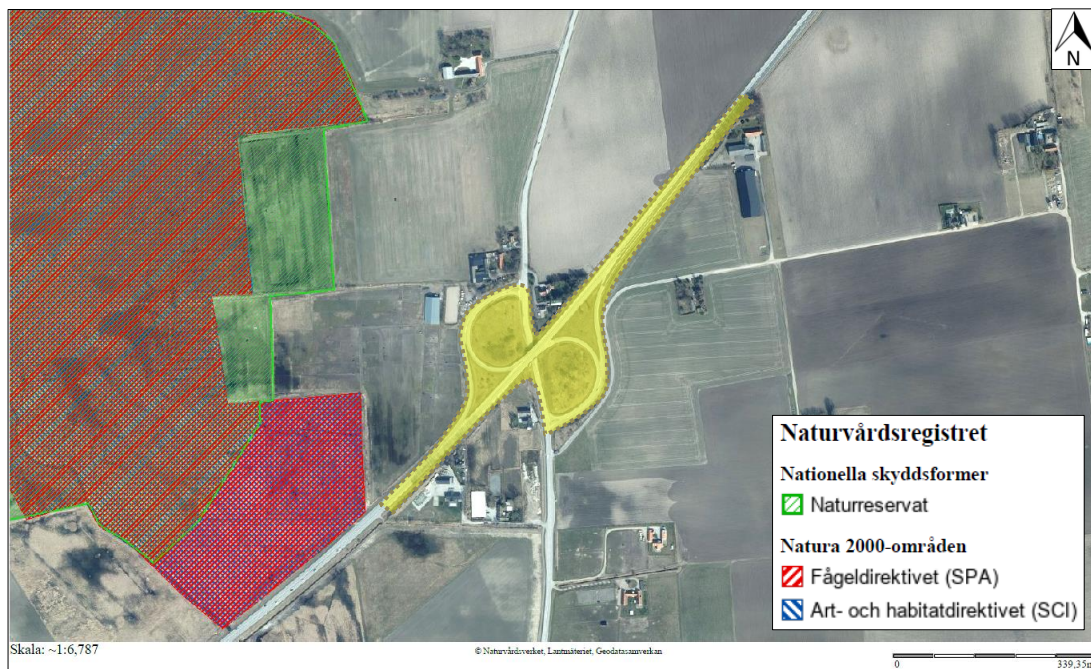 N
Naturvårdsregistret
Nationella skyddsformer
Naturreservat
Natura 2000-områden
Fågeldirektivet (SPA)
Art- och habitatdirektivet (SCI)
Skala: ~1:6,787
© Naturvårdsverket, Lantmäteriet, Geodatasamverkan
0